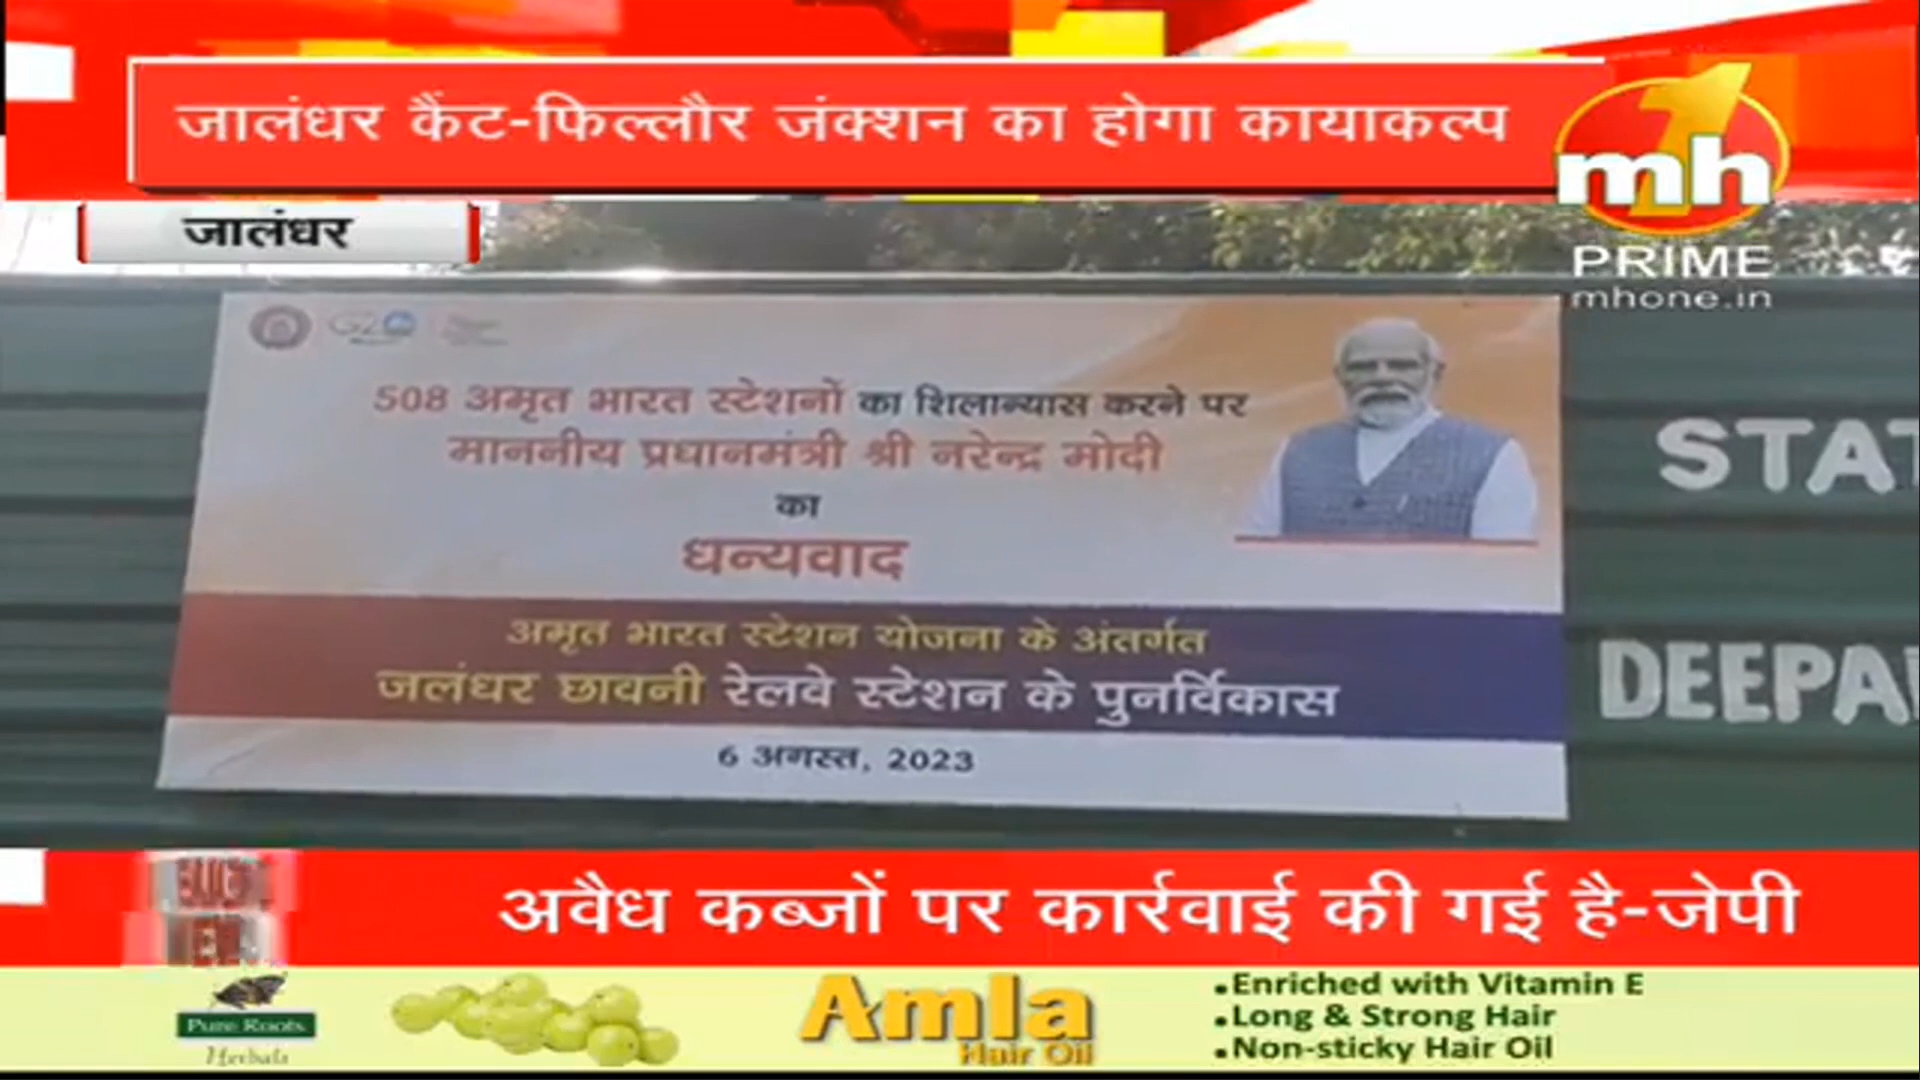 जालंधर कैंट-फिल्लौर जंक्शन का होगा कायाकल्प
1
mh
PRIME
mhone.in
जालंधर
G20
508 अमृत भारत स्टेशनों का शिलान्यास करने पर
माननीय प्रधानमंत्री श्री नरेन्द्र मोदी
का
धन्यवाद
अमृत भारत स्टेशन योजना के अंतर्गत
जलंधर छावनी रेलवे स्टेशन के पुनर्विकास
6 अगस्त, 2023
STAT
DEEPA
अवैध कब्जों पर कार्रवाई की गई है-जेपी
Pure Roots
Herbals
Amla
Hair Oil
•Enriched with Vitamin E
•Long & Strong Hair
•Non-sticky Hair Oil